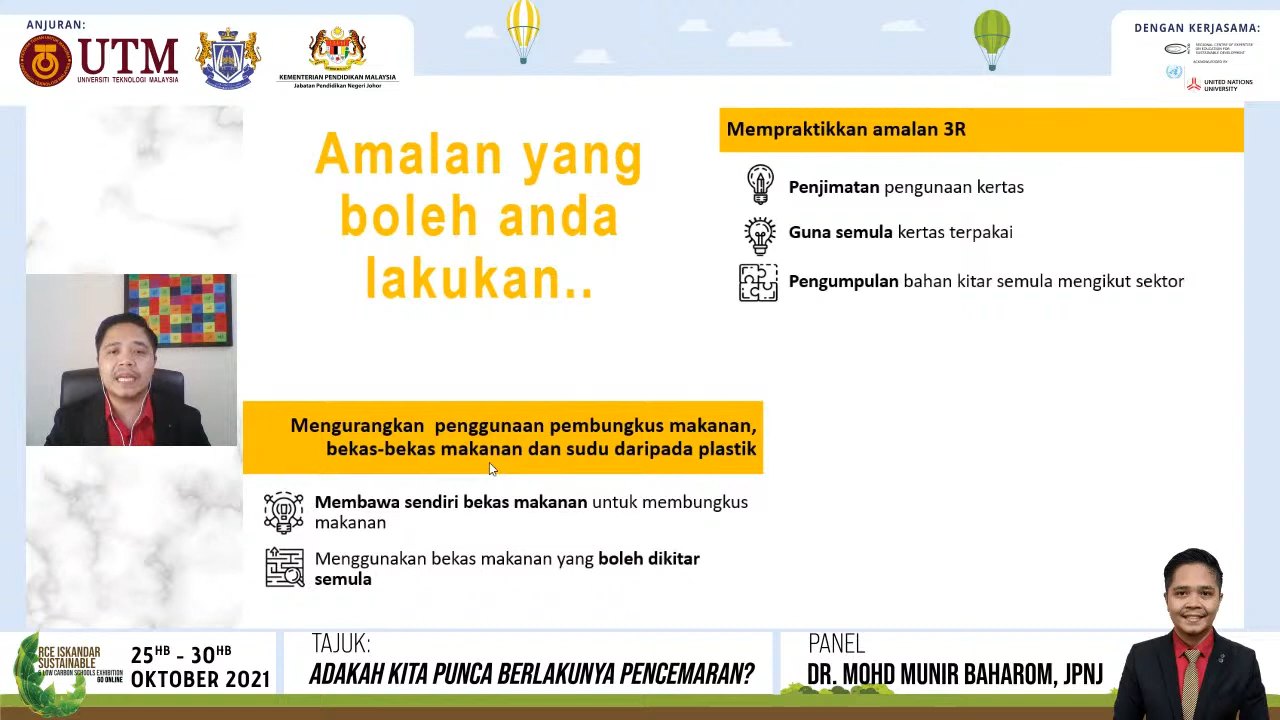 ANJURAN:
UTM
UNIVERSITI TEKNOLOGI MALAYSIA
KEMENTERIAN PENDIDIKAN MALAYSIA
Jabatan Pendidikan Negeri Johor
DENGAN KERJASAMA:
REGIONAL CENTRE OF EXPERTISE
ON EDUCATION FOR
SUSTAINABLE DEVELOPMENT
ACKNOWLEDGED BY
UNITED NATIONS
UNIVERSITY
Amalan yang
boleh anda
lakukan..
Mempraktikkan amalan 3R
Penjimatan pengunaan kertas
Guna semula kertas terpakai
Pengumpulan bahan kitar semula mengikut sektor
Mengurangkan penggunaan pembungkus makanan,
bekas-bekas makanan dan sudu daripada plastik
Membawa sendiri bekas makanan untuk membungkus
makanan
Menggunakan bekas makanan yang boleh dikitar
semula
RCE ISKANDAR
SUSTAINABLE
& LOW CARBON SCHOOLS EXHIBITION
GO ONLINE
25HB - 30HB
OKTOBER 2021
TAJUK:
ADAKAH KITA PUNCA BERLAKUNYA PENCEMARAN?
PANEL
DR. MOHD MUNIR BAHAROM, JPNJ